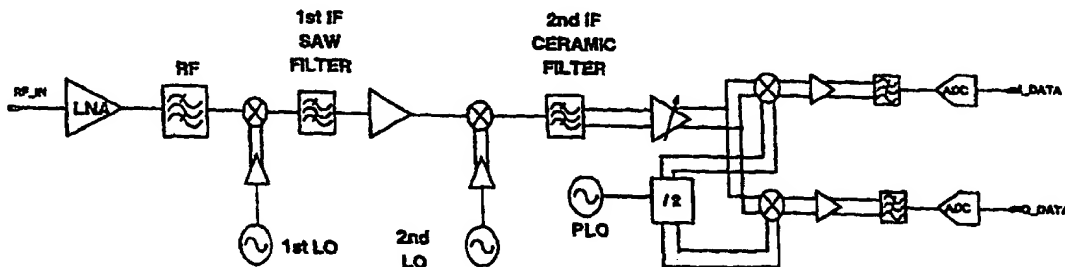 1st IF
SAW
FILTER
2nd IF
CERAMIC
FILTER
RF
RF_IN
LNA
ADC
I_DATA
/2
PLO
1st LO
2nd
LO
ADC
Q_DATA